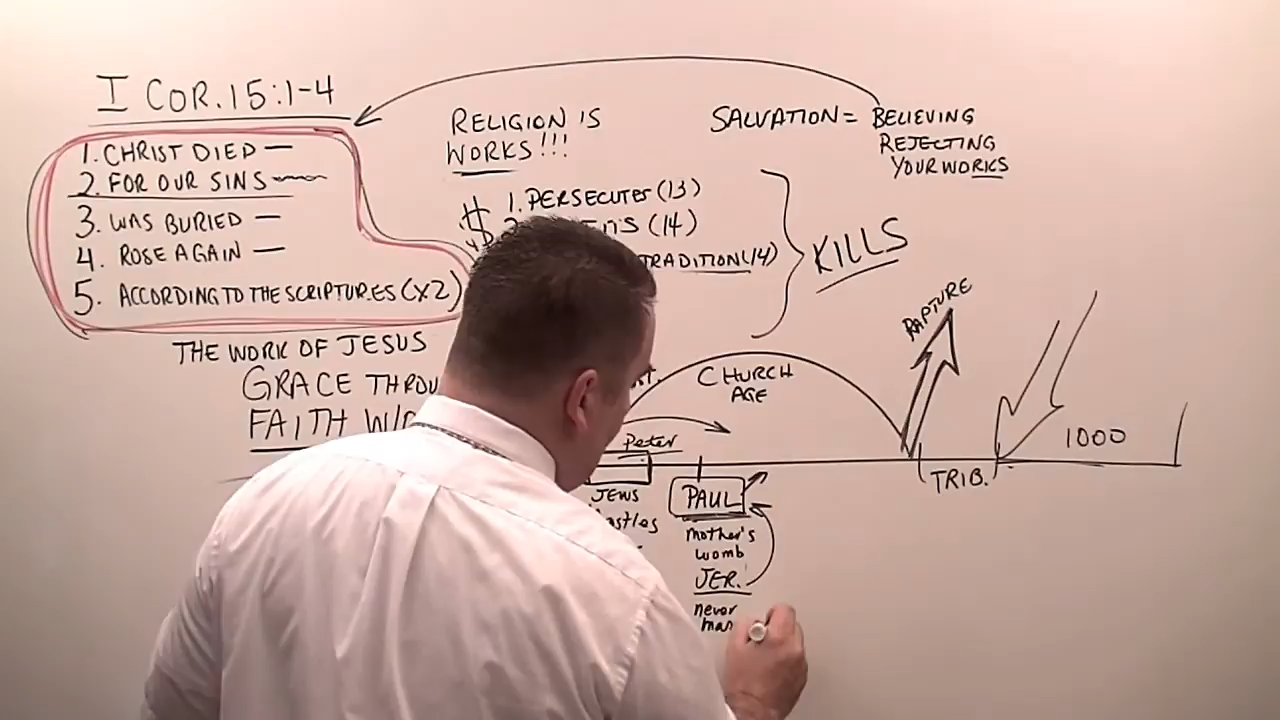 I COR. 15:1-4
1. CHRIST DIED —
2. FOR OUR SINS
3. WAS BURIED —
4. ROSE AGAIN —
5. ACCORDING TO THE SCRIPTURES (X2)
THE WORK OF JESUS
GRACE
FAITH
RELIGION IS
WORKS!!!
$
1. PERSECUTES (13)
(14)
TRADITION (14)
KILLS
SALVATION = BELIEVING
REJECTING
YOUR WORKS
CHURCH
AGE
RAPTURE
1000
TRIB.
Peter
JEWS
PAUL
mother's
womb
JER.
never